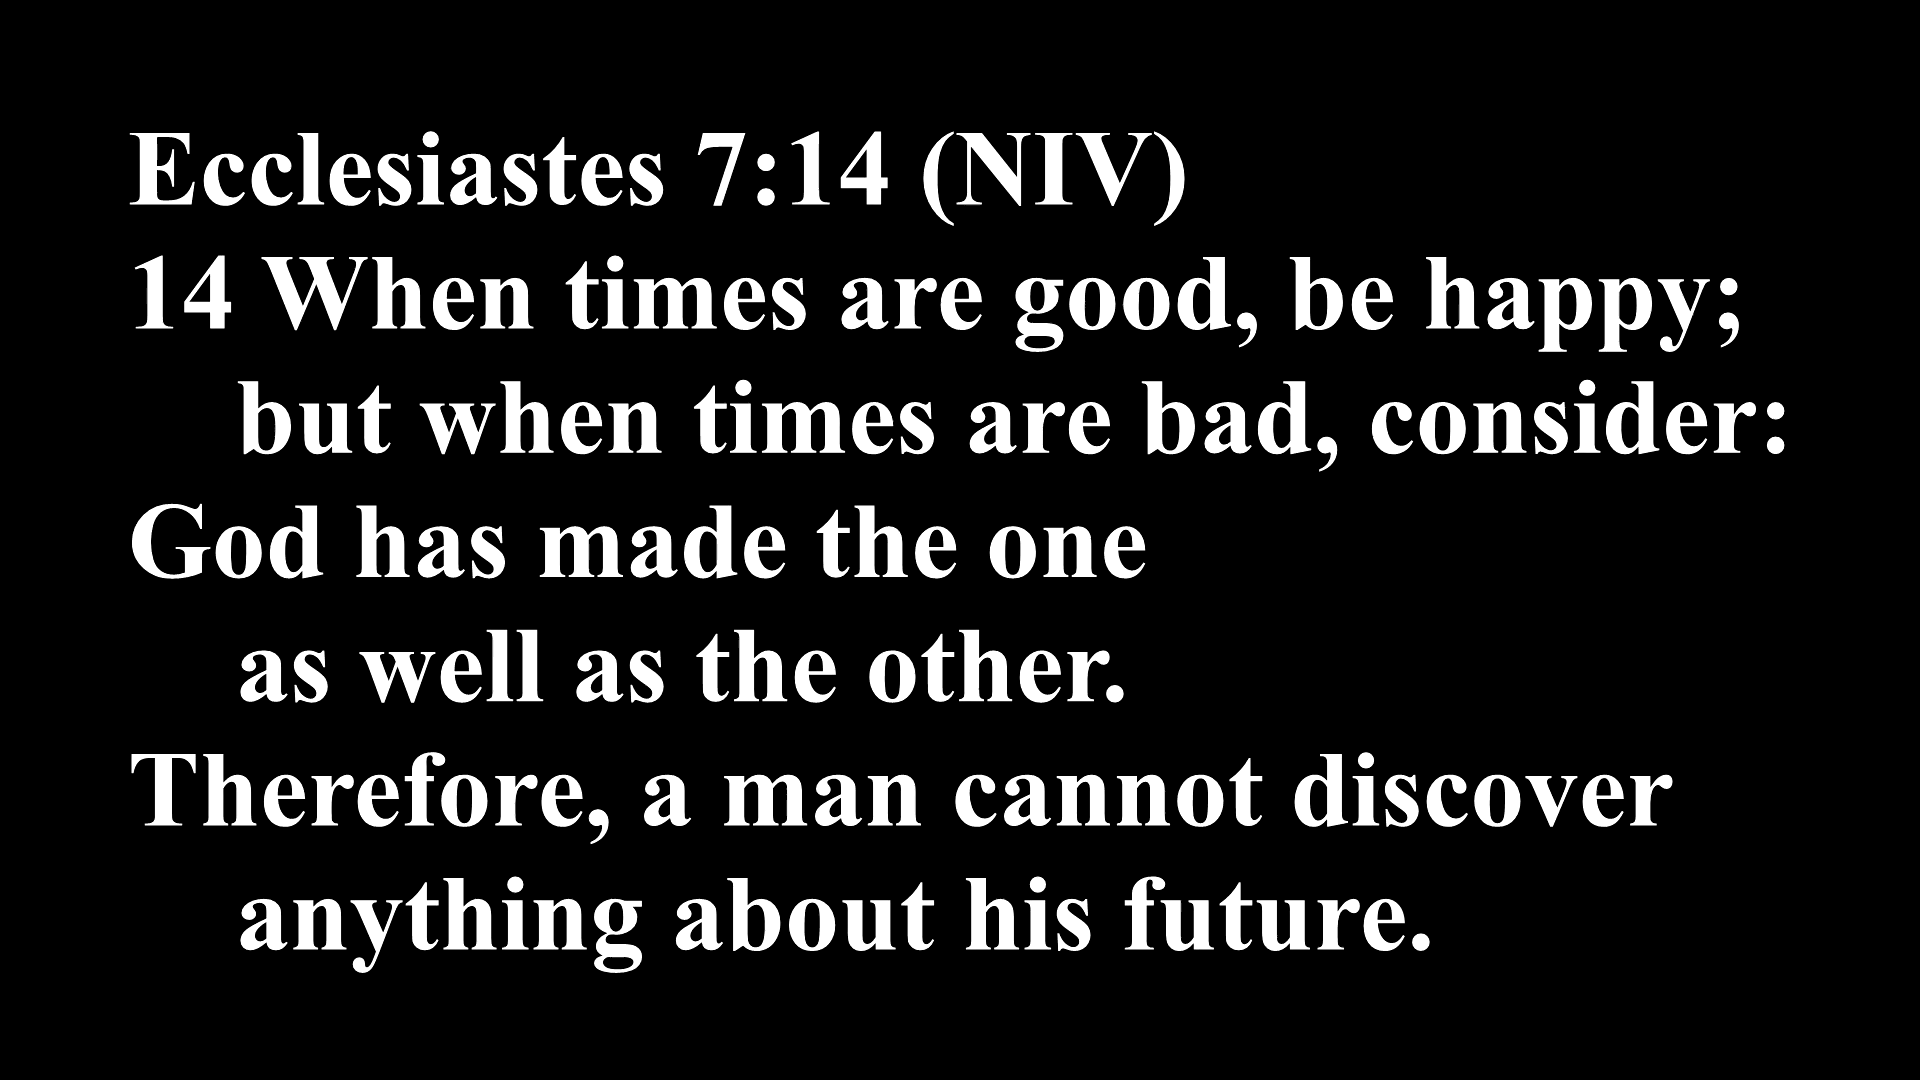 Ecclesiastes 7:14 (NIV)
14 When times are good, be happy;
but when times are bad, consider:
God has made the one
as well as the other.
Therefore, a man cannot discover
anything about his future.